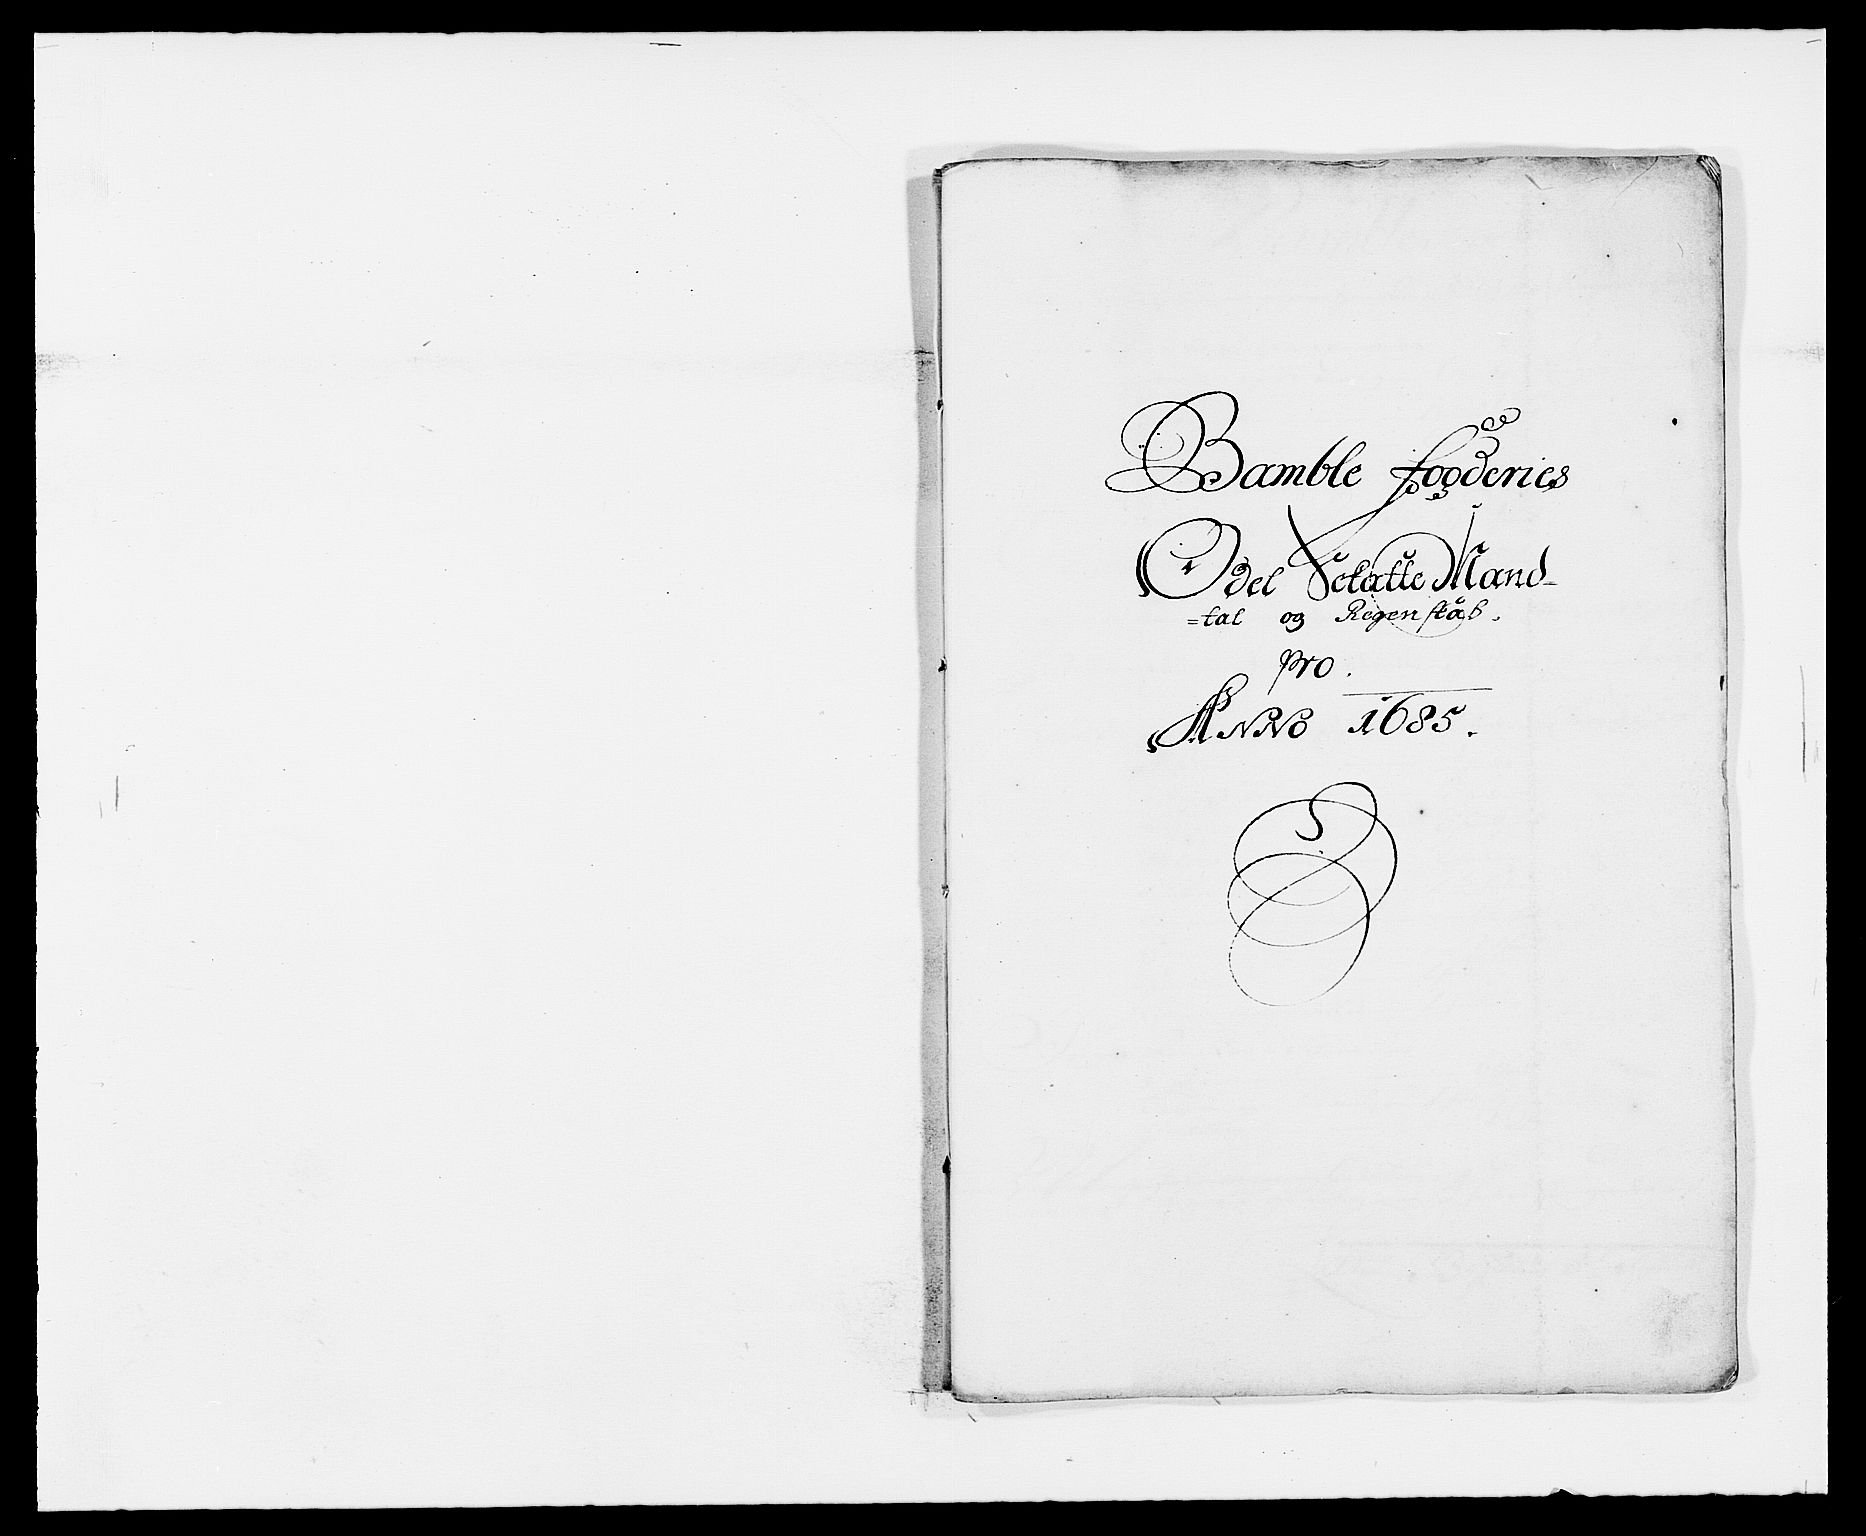 Bamble fogderies
Odel Schatte Mand-
=tal og Regenskab.
pro.
Anno 1685.